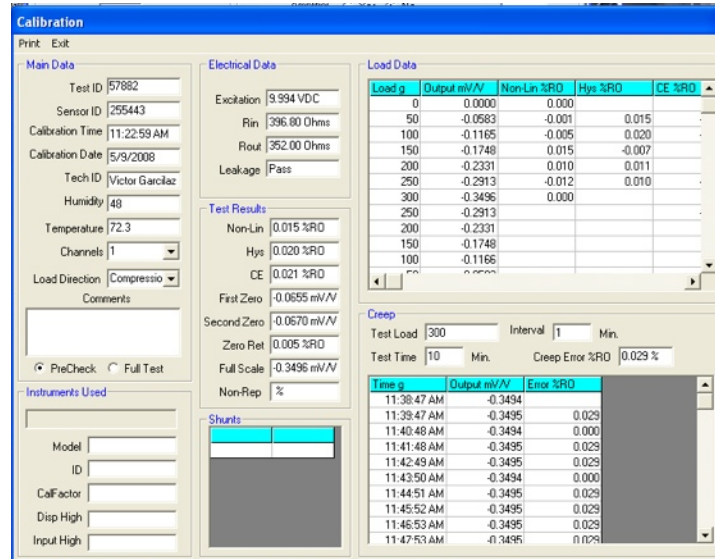 Calibration
Print Exit
Main Data
Test ID 57882
Sensor ID 255443
Calibration Time 11:22:59 AM
Calibration Date 5/9/2008
Tech ID Victor Garcilaz
Humidity 48
Temperature 72.3
Channels 1
Load Direction Compressio
Comments
PreCheck Full Test
Instruments Used
Model
ID
CalFactor
Disp High
Input High
Electrical Data
Excitation 9.994 VDC
Rin 396.80 Ohms
Rout 352.00 Ohms
Leakage Pass
Test Results
Non-Lin 0.015 %RO
Hys 0.020 %RO
CE 0.021 %RO
First Zero -0.0655 mV/V
Second Zero -0.0670 mV/V
Zero Ret 0.005 %RO
Full Scale -0.3496 mV/V
Non-Rep %
Shunts
Load Data
Load g Output mV/V Non-Lin %RO Hys %RO CE %RO
0 0.0000 0.000
50 -0.0583 -0.001 0.015
100 -0.1165 -0.005 0.020
150 -0.1748 0.015 -0.007
200 -0.2331 0.010 0.011
250 -0.2913 -0.012 0.010
300 -0.3496 0.000
250 -0.2913
200 -0.2331
150 -0.1748
100 -0.1166
Creep
Test Load 300 Interval 1 Min.
Test Time 10 Min. Creep Error %RO 0.029 %
Time g Output mV/V Error %RO
11:38:47 AM -0.3494
11:39:47 AM -0.3495 0.029
11:40:48 AM -0.3494 0.000
11:41:48 AM -0.3495 0.029
11:42:49 AM -0.3495 0.029
11:43:50 AM -0.3494 0.000
11:44:51 AM -0.3495 0.029
11:45:52 AM -0.3495 0.029
11:46:53 AM -0.3495 0.029
11:47:53 AM -0.3495 0.029